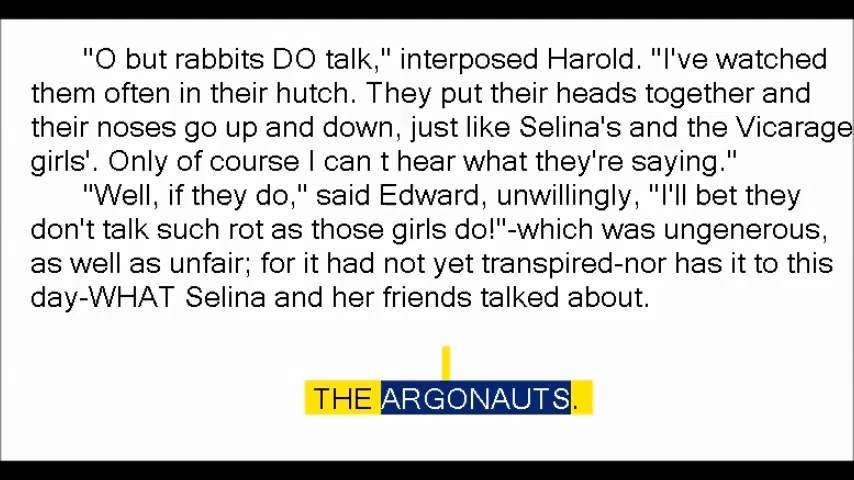 "O but rabbits DO talk," interposed Harold. "I've watched
them often in their hutch. They put their heads together and
their noses go up and down, just like Selina's and the Vicarage
girls'. Only of course I can t hear what they're saying."
"Well, if they do," said Edward, unwillingly, "I'll bet they
don't talk such rot as those girls do!"-which was ungenerous,
as well as unfair; for it had not yet transpired-nor has it to this
day-WHAT Selina and her friends talked about.
THE ARGONAUTS.